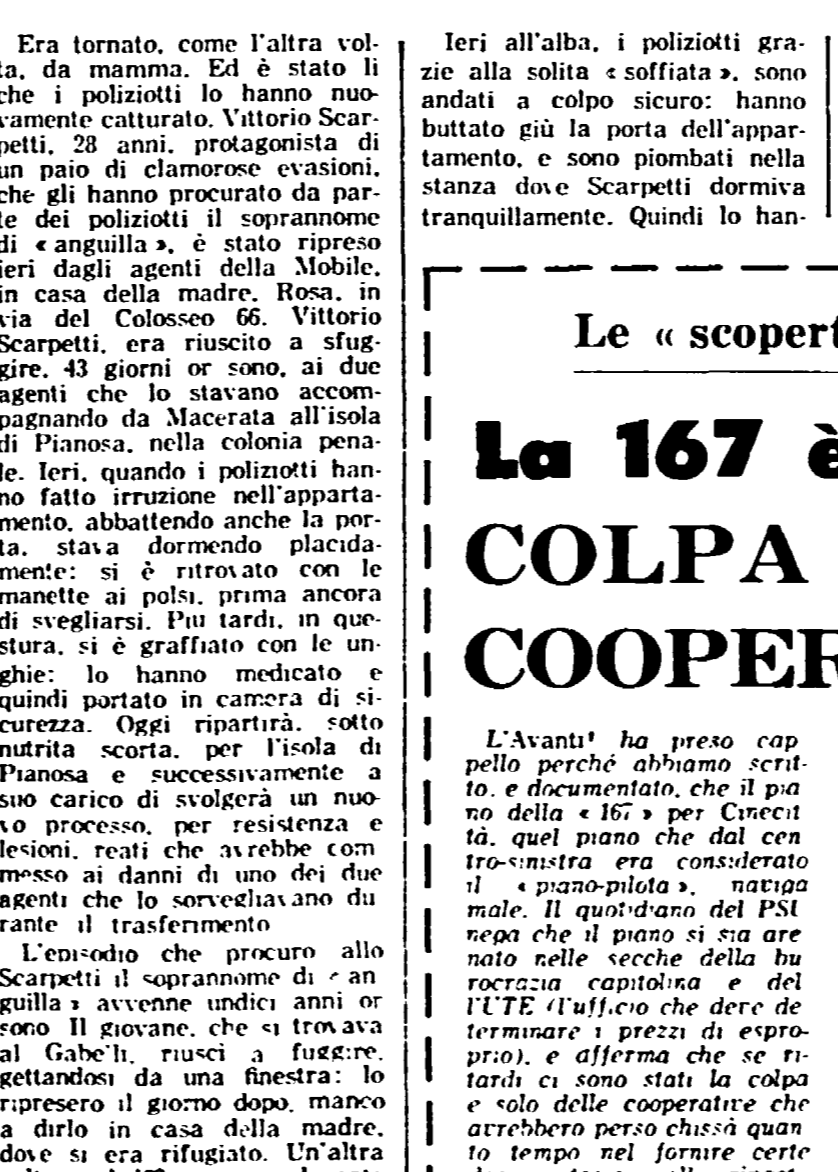 Era tornato, come l'altra vol-
ta, da mamma. Ed è stato lì
che i poliziotti lo hanno nuo-
vamente catturato. Vittorio Scar-
petti, 28 anni, protagonista di
un paio di clamorose evasioni,
che gli hanno procurato da par-
te dei poliziotti il soprannome
di « anguilla », è stato ripreso
ieri dagli agenti della Mobile,
in casa della madre, Rosa, in
via del Colosseo 66. Vittorio
Scarpetti, era riuscito a sfug-
gire, 43 giorni or sono, ai due
agenti che lo stavano accom-
pagnando da Macerata all'isola
di Pianosa, nella colonia pena-
le. Ieri, quando i poliziotti han-
no fatto irruzione nell'apparta-
mento, abbattendo anche la por-
ta, stava dormendo placida-
mente: si è ritrovato con le
manette ai polsi, prima ancora
di svegliarsi. Più tardi, in que-
stura, si è graffiato con le un-
ghie: lo hanno medicato e
quindi portato in camera di si-
curezza. Oggi ripartirà, sotto
nutrita scorta, per l'isola di
Pianosa e successivamente a
suo carico di svolgerà un nuo-
vo processo, per resistenza e
lesioni, reati che avrebbe com
messo ai danni di uno dei due
agenti che lo sorvegliavano du
rante il trasferimento
L'episodio che procuro allo
Scarpetti il soprannome di « an
guilla » avvenne undici anni or
sono Il giovane, che si trovava
al Gabelli, riuscì a fuggire,
gettandosi da una finestra: lo
ripresero il giorno dopo, manco
a dirlo in casa della madre,
dove si era rifugiato. Un'altra
Ieri all'alba, i poliziotti gra-
zie alla solita « soffiata », sono
andati a colpo sicuro: hanno
buttato giù la porta dell'appar-
tamento, e sono piombati nella
stanza dove Scarpetti dormiva
tranquillamente. Quindi lo han-
Le « scopert
La 167 è
COLPA
COOPER
L'Avanti! ha preso cap
pello perché abbiamo scrit-
to, e documentato, che il pia
no della « 167 » per Cinecit
tà, quel piano che dal cen
tro-sinistra era considerato
il « piano-pilota », naviga
male. Il quotidiano del PSI
nega che il piano si sia are
nato nelle secche della bu
rocrazia capitolina e del
l'UTE (l'ufficio che deve de
terminare i prezzi di espro-
prio), e afferma che se ri-
tardi ci sono stati la colpa
e solo delle cooperative che
avrebbero perso chissà quan
to tempo nel fornire certe